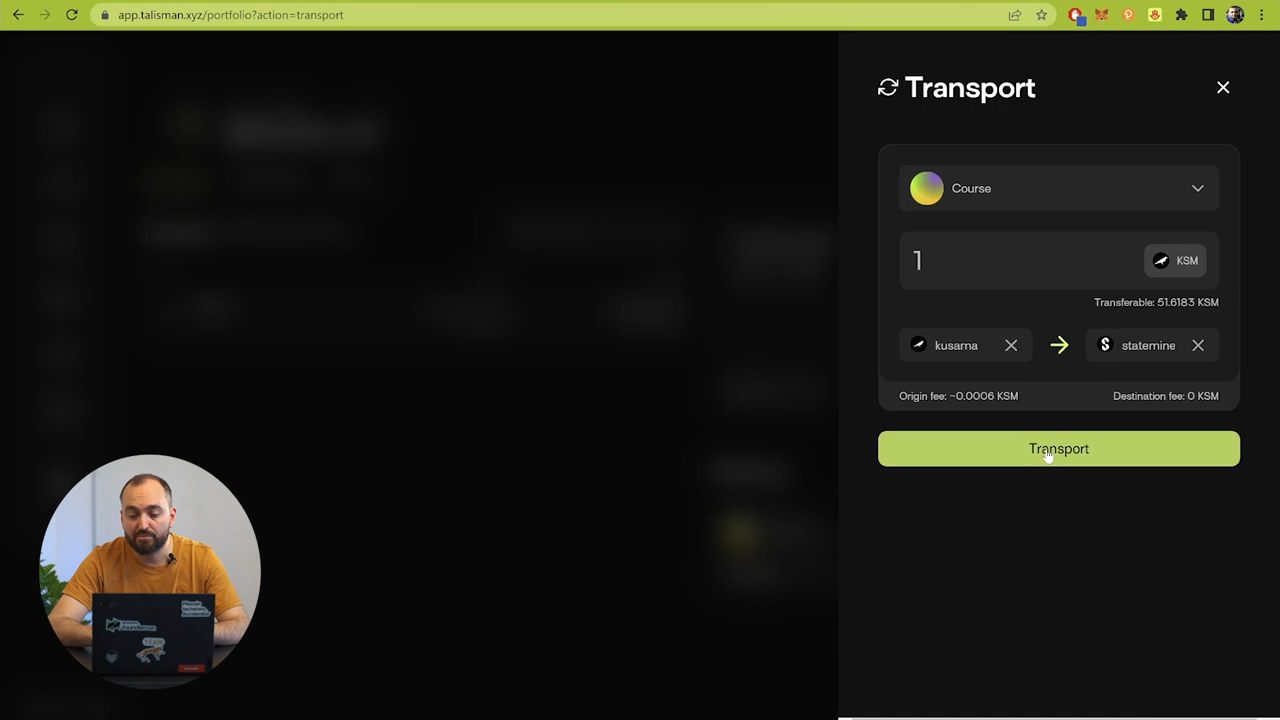 app.talisman.xyz/portfolio?action=transport
Transport
Course
1
KSM
Transferable: 51.6183 KSM
kusama
statemine
Origin fee: ~0.0006 KSM
Destination fee: 0 KSM
Transport